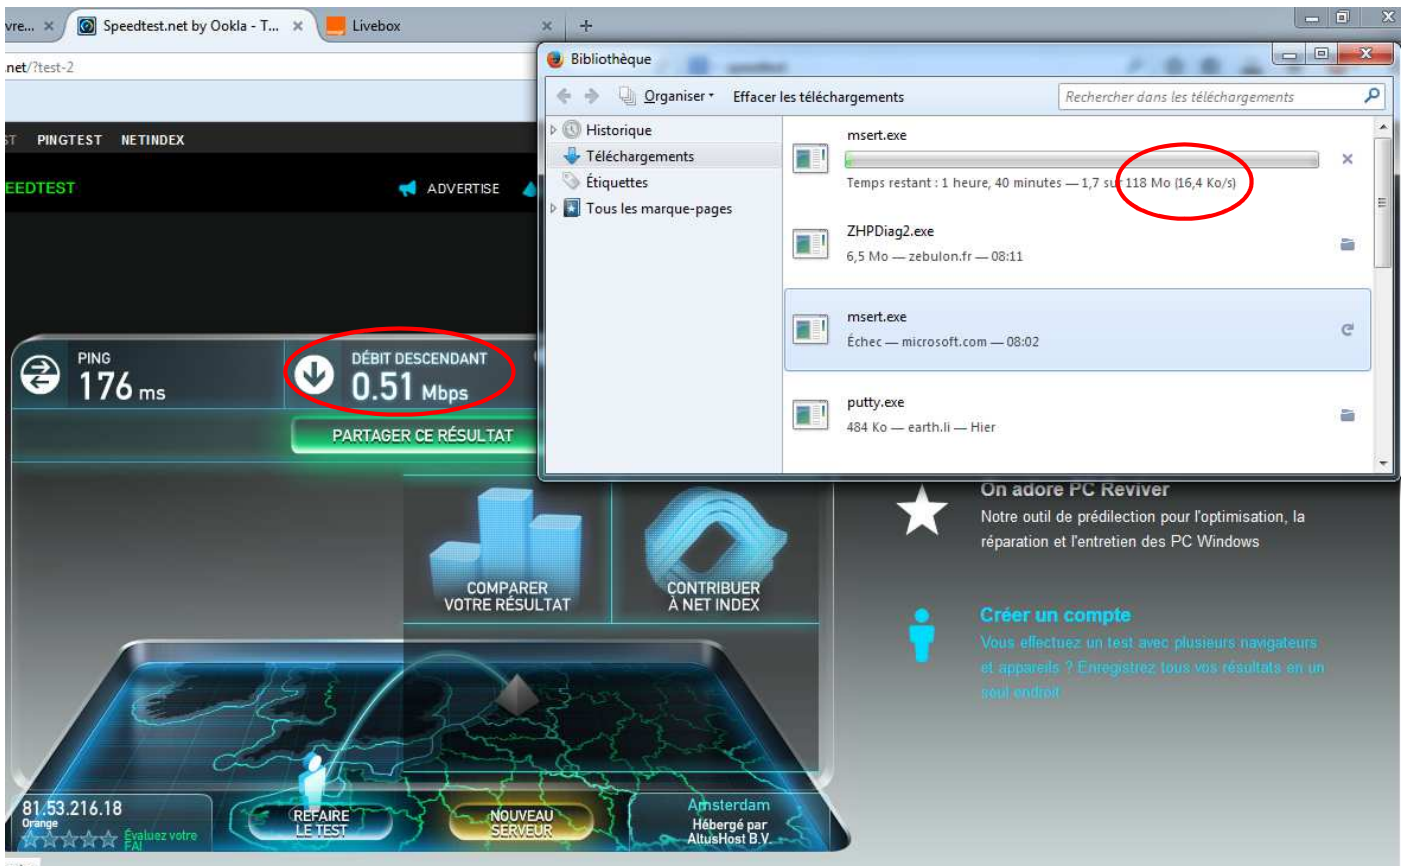 vre...
Speedtest.net by Ookla - T...
Livebox
.net/?test-2
Bibliothèque
Organiser
Effacer les téléchargements
Rechercher dans les téléchargements
Historique
Téléchargements
Étiquettes
Tous les marque-pages
msert.exe
Temps restant : 1 heure, 40 minutes — 1,7 sur 118 Mo (16,4 Ko/s)
ZHPDiag2.exe
6,5 Mo — zebulon.fr — 08:11
msert.exe
Échec — microsoft.com — 08:02
putty.exe
484 Ko — earth.li — Hier
ST PINGTEST NETINDEX
EEDTEST
ADVERTISE
PING
176 ms
DÉBIT DESCENDANT
0.51 Mbps
PARTAGER CE RÉSULTAT
COMPARER
VOTRE RÉSULTAT
CONTRIBUER
À NET INDEX
On adore PC Reviver
Notre outil de prédilection pour l'optimisation, la
réparation et l'entretien des PC Windows
Créer un compte
Vous effectuez un test avec plusieurs navigateurs
et appareils ? Enregistrez tous vos résultats en un
seul endroit
81.53.216.18
Orange
Évaluez votre
FAI
REFAIRE
LE TEST
NOUVEAU
SERVEUR
Amsterdam
Hébergé par
AltusHost B.V.